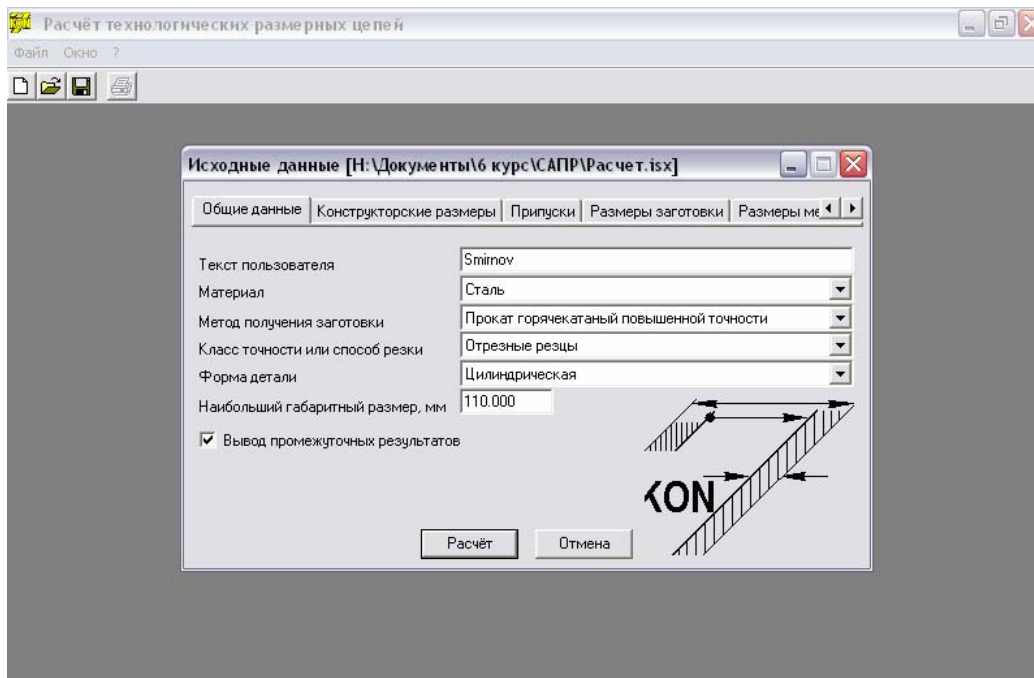 Расчёт технологических размерных цепей
Файл Окно ?
Исходные данные [H:\Документы\6 курс\САПР\Расчет.isx]
Общие данные Конструкторские размеры Припуски Размеры заготовки Размеры ме
Текст пользователя Smirnov
Материал Сталь
Метод получения заготовки Прокат горячекатаный повышенной точности
Класс точности или способ резки Отрезные резцы
Форма детали Цилиндрическая
Наибольший габаритный размер, мм 110.000
Вывод промежуточных результатов
KON
Расчёт Отмена